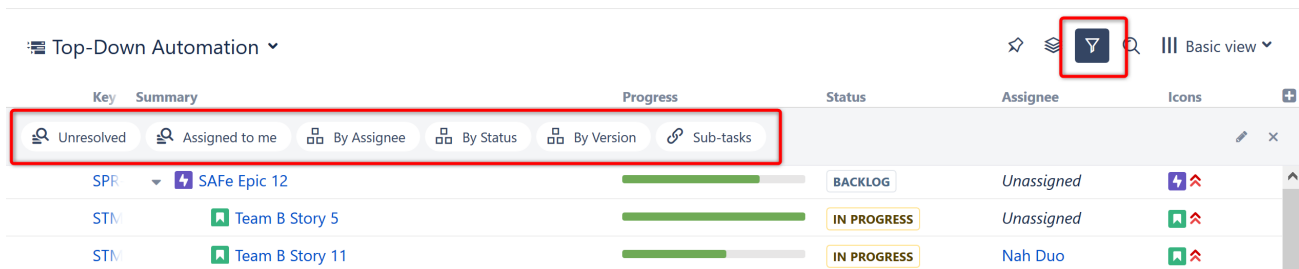 Top-Down Automation
Basic view
Key Summary Progress Status Assignee Icons
Unresolved Assigned to me By Assignee By Status By Version Sub-tasks
SPR SAFe Epic 12 BACKLOG Unassigned
STM Team B Story 5 IN PROGRESS Unassigned
STM Team B Story 11 IN PROGRESS Nah Duo